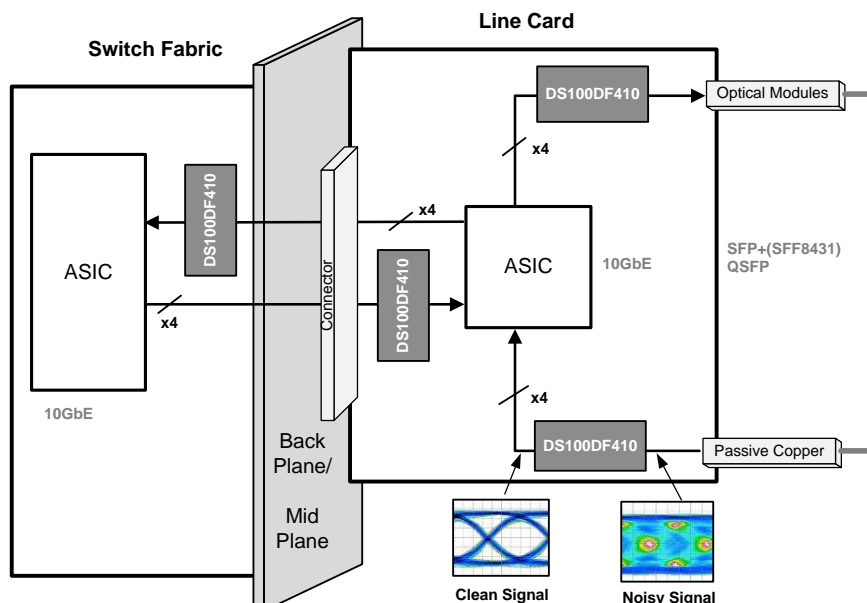 Line Card
Switch Fabric
DS100DF410
Optical Modules
x4
DS100DF410
x4
ASIC
ASIC
10GbE
SFP+(SFF8431)
QSFP
Connector
DS100DF410
x4
10GbE
x4
Back
Plane/
Mid
Plane
DS100DF410
Passive Copper
Clean Signal
Noisy Signal